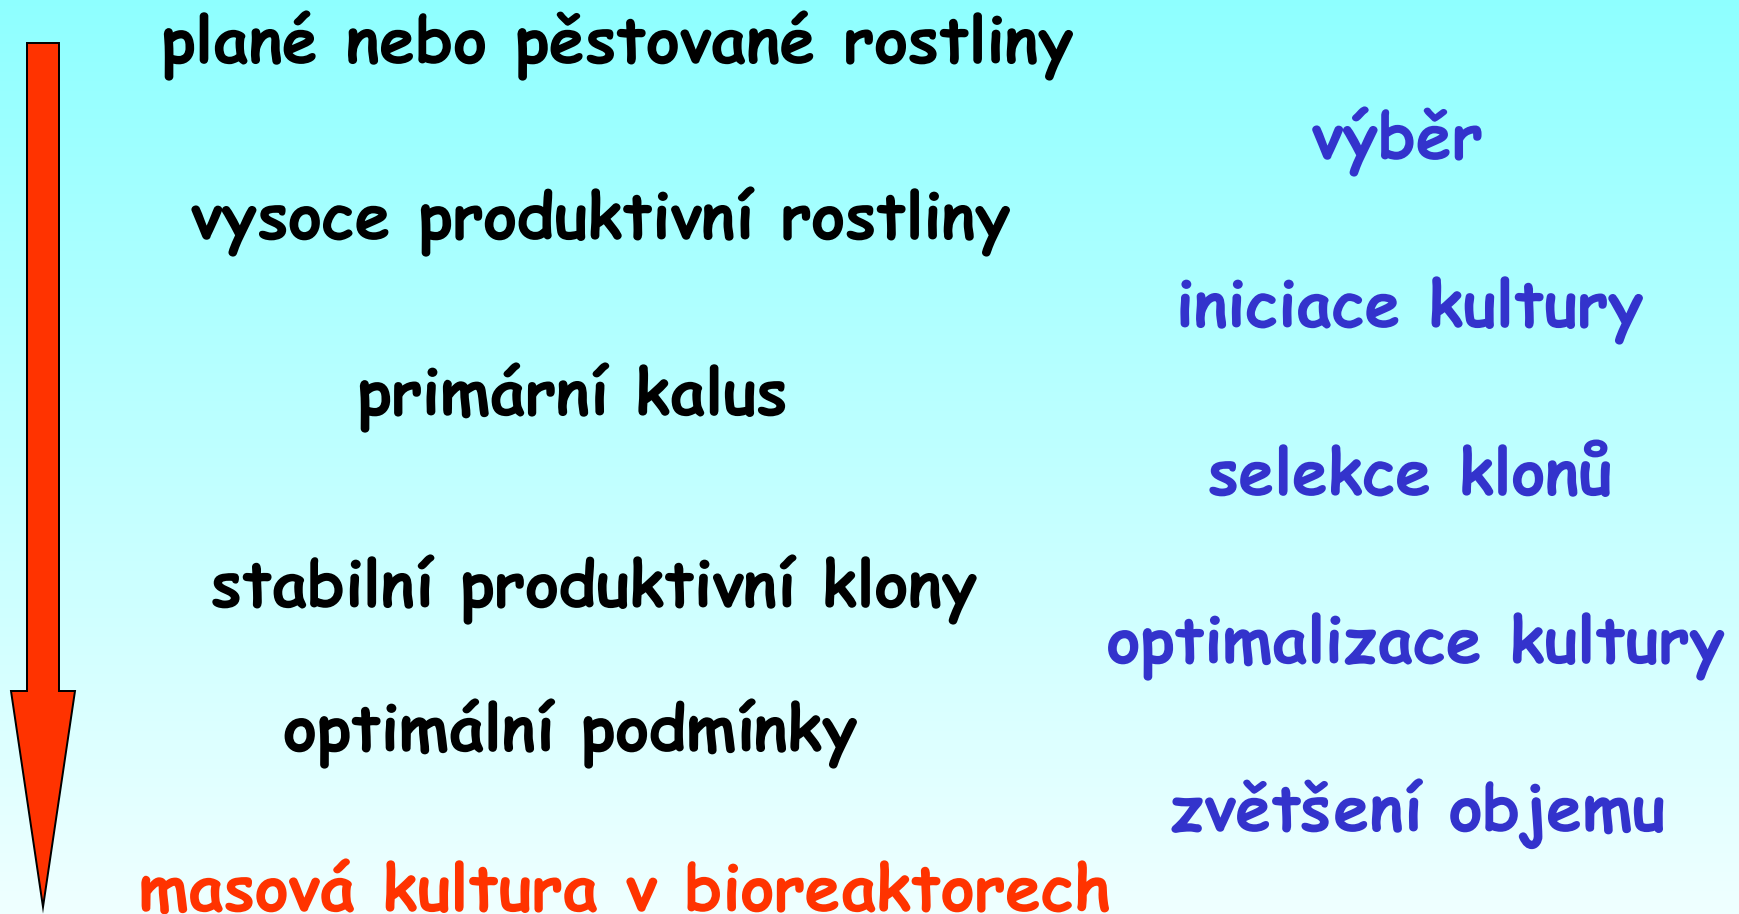 plané nebo pěstované rostliny
výběr
vysoce produktivní rostliny
iniciace kultury
primární kalus
selekce klonů
stabilní produktivní klony
optimalizace kultury
optimální podmínky
zvětšení objemu
masová kultura v bioreaktorech